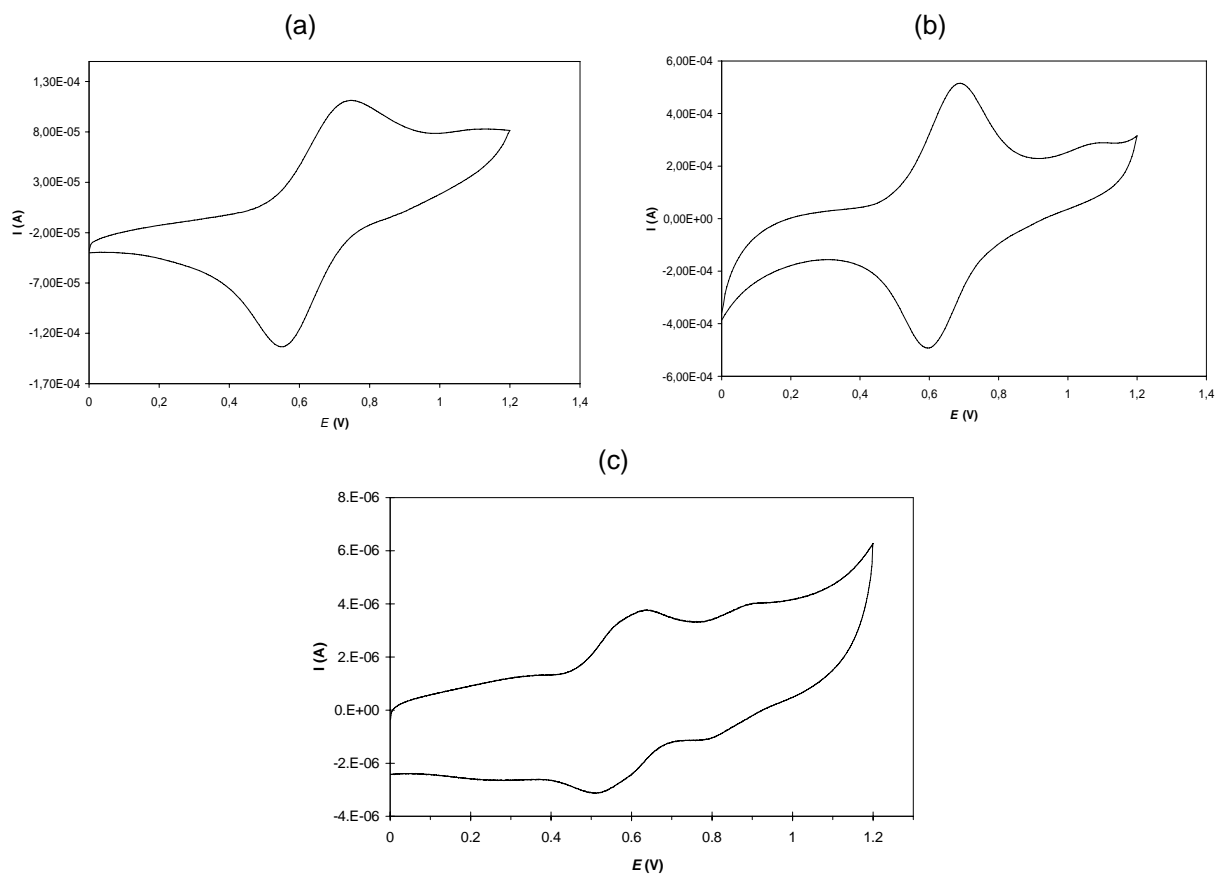 (a)
1,30E-04
8,00E-05
3,00E-05
-2,00E-05
-7,00E-05
-1,20E-04
-1,70E-04
I (A)
0 0,2 0,4 0,6 0,8 1 1,2 1,4
E (V)
(b)
6,00E-04
4,00E-04
2,00E-04
0,00E+00
-2,00E-04
-4,00E-04
-6,00E-04
I (A)
0 0,2 0,4 0,6 0,8 1 1,2 1,4
E (V)
(c)
8.E-06
6.E-06
4.E-06
2.E-06
0.E+00
-2.E-06
-4.E-06
I (A)
0 0.2 0.4 0.6 0.8 1 1.2
E (V)